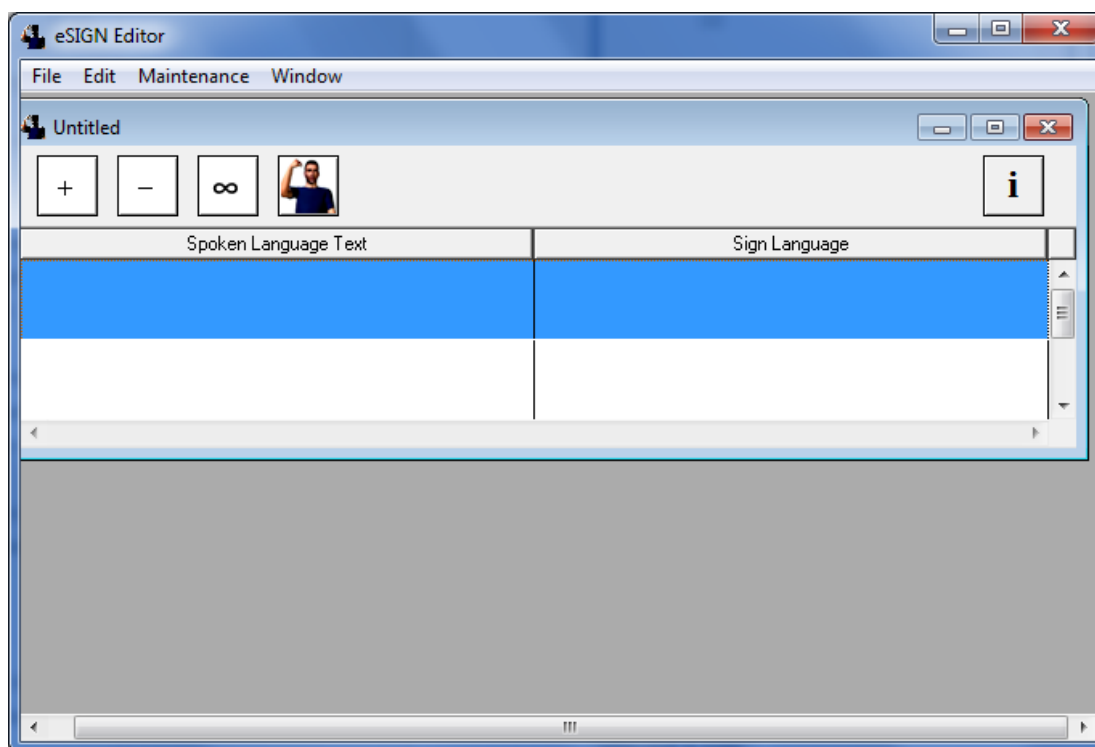 eSIGN Editor
File Edit Maintenance Window
Untitled
+ − ∞ i
Spoken Language Text Sign Language